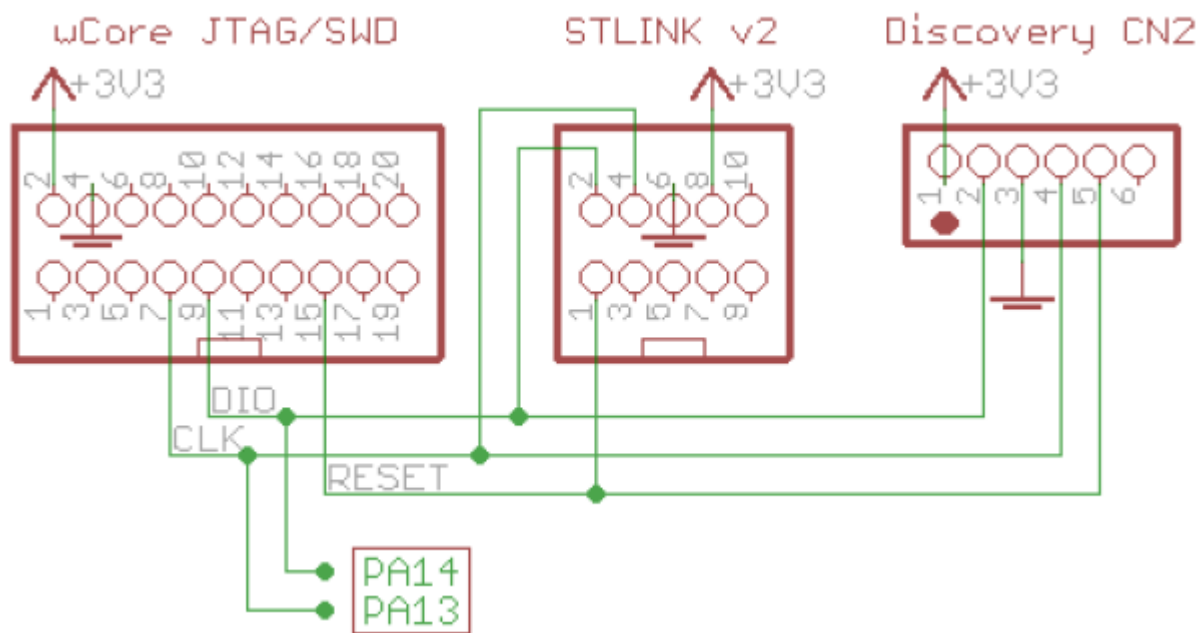 wCore JTAG/SWD STLINK v2 Discovery CN2
+3V3 +3V3 +3V3
2 4 6 8 10 12 14 16 18 20 2 4 6 8 10
1 2 3 4 5 6
1 3 5 7 9 11 13 15 17 19 1 3 5 7 9
DIO
CLK
RESET
PA14
PA13